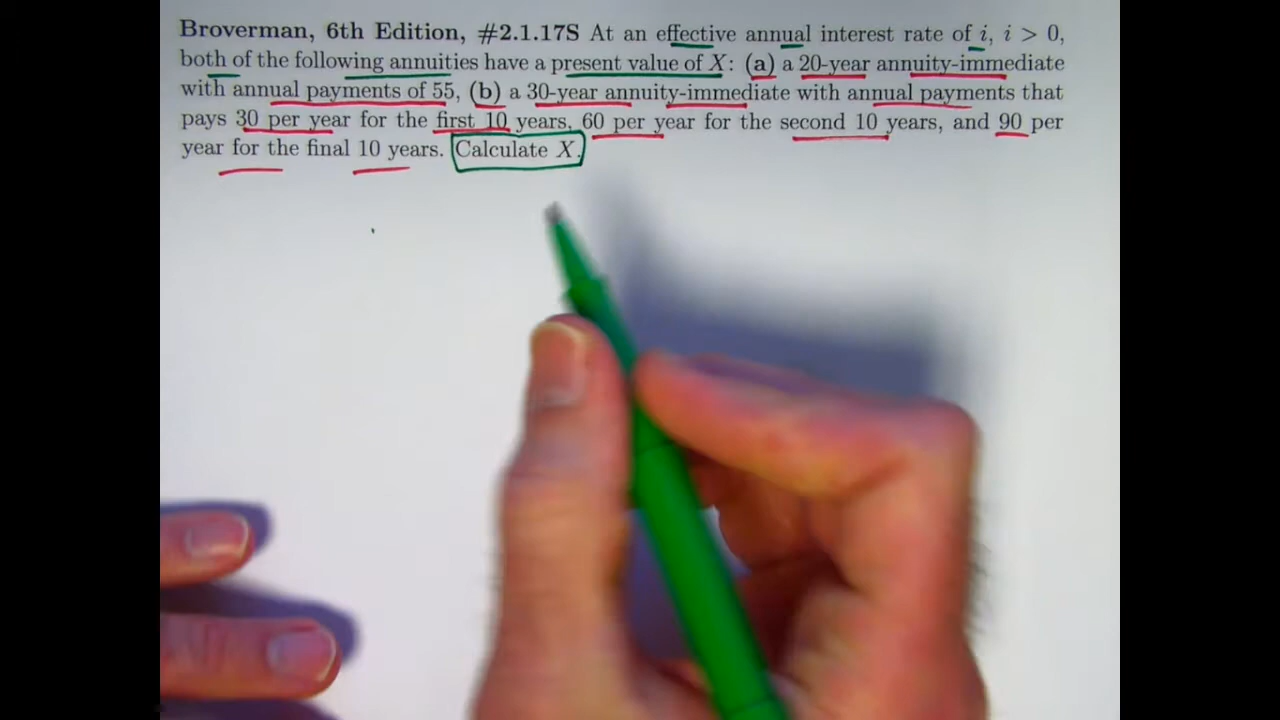 Broverman, 6th Edition, #2.1.17S At an effective annual interest rate of i, i > 0,
both of the following annuities have a present value of X: (a) a 20-year annuity-immediate
with annual payments of 55, (b) a 30-year annuity-immediate with annual payments that
pays 30 per year for the first 10 years, 60 per year for the second 10 years, and 90 per
year for the final 10 years. Calculate X.